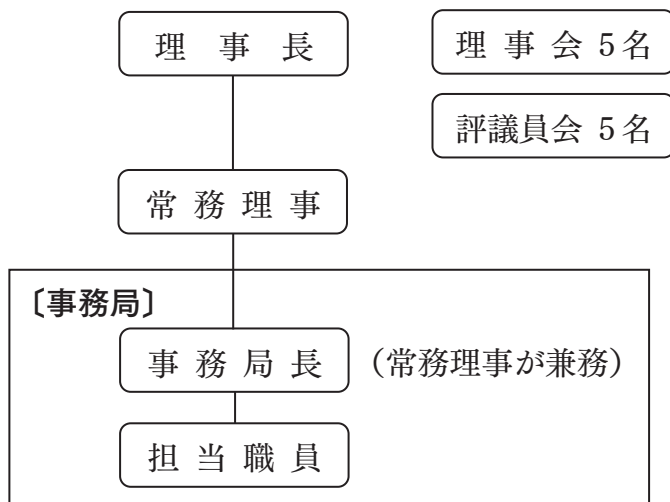 理事長
理事会 5名
評議員会 5名
常務理事
〔事務局〕
事務局長 (常務理事が兼務)
担当職員